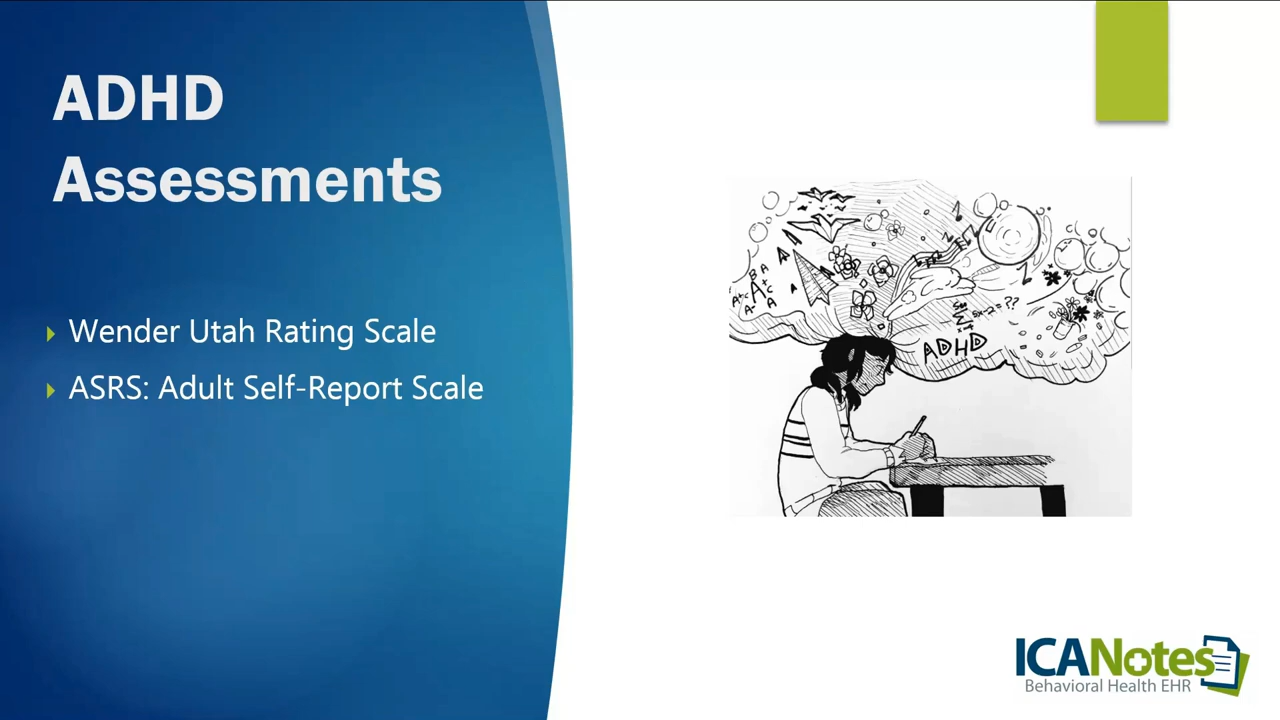 ADHD
Assessments
Wender Utah Rating Scale
ASRS: Adult Self-Report Scale
ADHD
ICANotes
Behavioral Health EHR